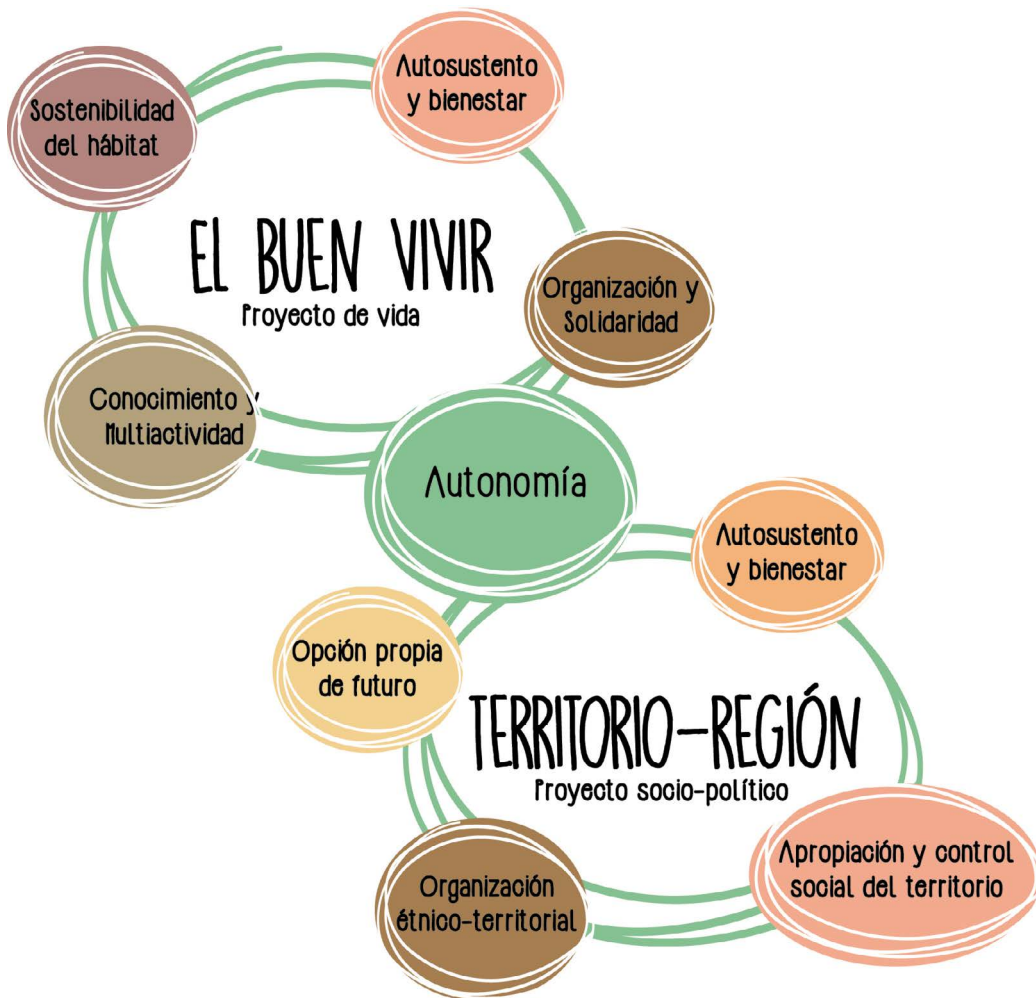 Autosustento
y bienestar
Sostenibilidad
del hábitat
EL BUEN VIVIR
Proyecto de vida
Organización y
Solidaridad
Conocimiento y
Multiactividad
Autonomía
Autosustento
y bienestar
Opción propia
de futuro
TERRITORIO-REGIÓN
Proyecto socio-político
Apropiación y control
social del territorio
Organización
étnico-territorial